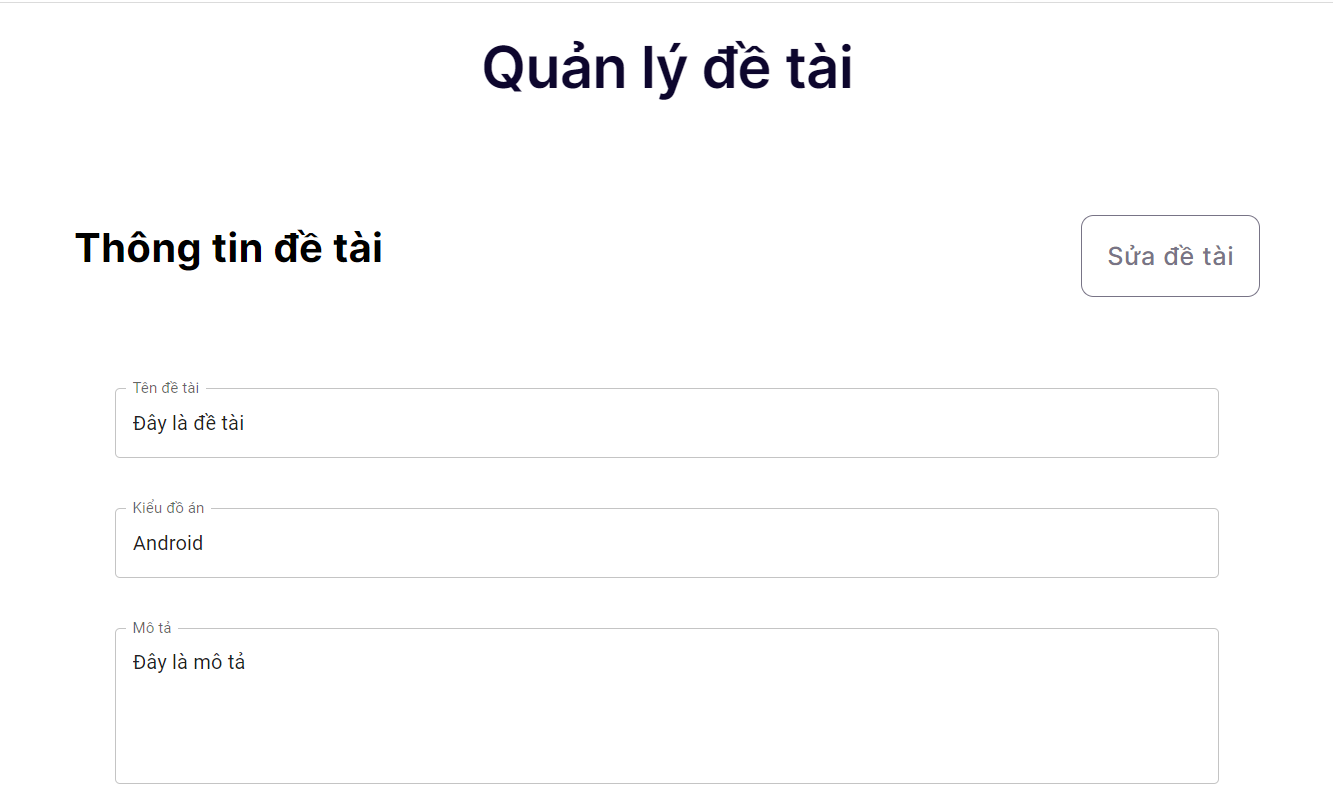 Quản lý đề tài
Thông tin đề tài
Sửa đề tài
Tên đề tài
Đây là đề tài
Kiểu đồ án
Android
Mô tả
Đây là mô tả